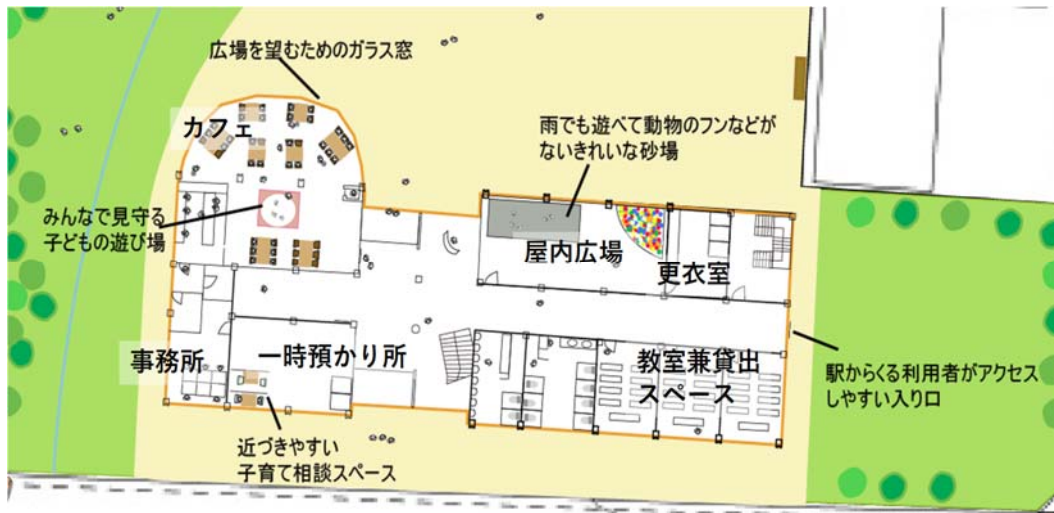 広場を望むためのガラス窓
カフェ
雨でも遊べて動物のフンなどが
ないきれいな砂場
みんなで見守る
子どもの遊び場
屋内広場
更衣室
事務所
一時預かり所
教室兼貸出
スペース
駅からくる利用者がアクセス
しやすい入り口
近づきやすい
子育て相談スペース